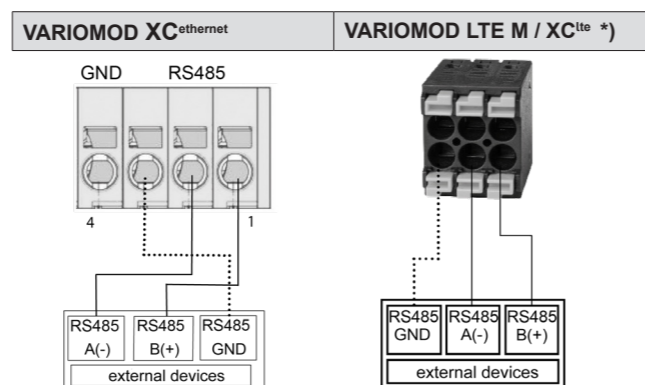 VARIOMOD XCethernet
VARIOMOD LTE M / XClte *)
GND RS485
4 1
RS485 RS485 RS485
A(-) B(+) GND
external devices
RS485 RS485 RS485
GND A(-) B(+)
external devices